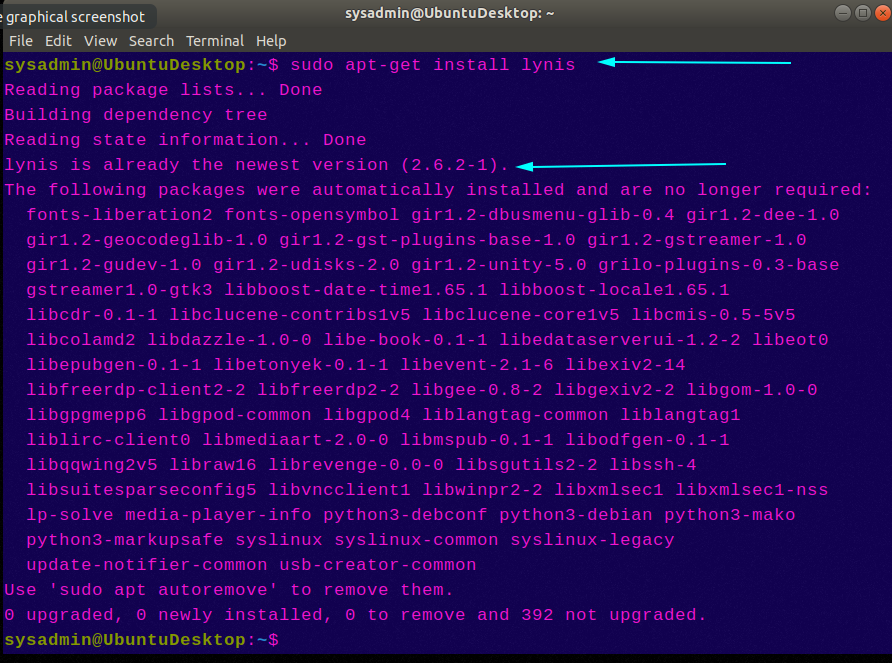 e graphical screenshot
sysadmin@UbuntuDesktop: ~
File Edit View Search Terminal Help
sysadmin@UbuntuDesktop:~$ sudo apt-get install lynis
Reading package lists... Done
Building dependency tree
Reading state information... Done
lynis is already the newest version (2.6.2-1).
The following packages were automatically installed and are no longer required:
fonts-liberation2 fonts-opensymbol gir1.2-dbusmenu-glib-0.4 gir1.2-dee-1.0
gir1.2-geocodeglib-1.0 gir1.2-gst-plugins-base-1.0 gir1.2-gstreamer-1.0
gir1.2-gudev-1.0 gir1.2-udisks-2.0 gir1.2-unity-5.0 grilo-plugins-0.3-base
gstreamer1.0-gtk3 libboost-date-time1.65.1 libboost-locale1.65.1
libcdr-0.1-1 libclucene-contribs1v5 libclucene-core1v5 libcmis-0.5-5v5
libcolamd2 libdazzle-1.0-0 libe-book-0.1-1 libedataserverui-1.2-2 libeot0
libepubgen-0.1-1 libetonyek-0.1-1 libevent-2.1-6 libexiv2-14
libfreerdp-client2-2 libfreerdp2-2 libgee-0.8-2 libgexiv2-2 libgom-1.0-0
libgpgmepp6 libgpod-common libgpod4 liblangtag-common liblangtag1
liblirc-client0 libmediaart-2.0-0 libmspub-0.1-1 libodfgen-0.1-1
libqqwing2v5 libraw16 librevenge-0.0-0 libsgutils2-2 libssh-4
libsuitesparseconfig5 libvncclient1 libwinpr2-2 libxmlsec1 libxmlsec1-nss
lp-solve media-player-info python3-debconf python3-debian python3-mako
python3-markupsafe syslinux syslinux-common syslinux-legacy
update-notifier-common usb-creator-common
Use 'sudo apt autoremove' to remove them.
0 upgraded, 0 newly installed, 0 to remove and 392 not upgraded.
sysadmin@UbuntuDesktop:~$